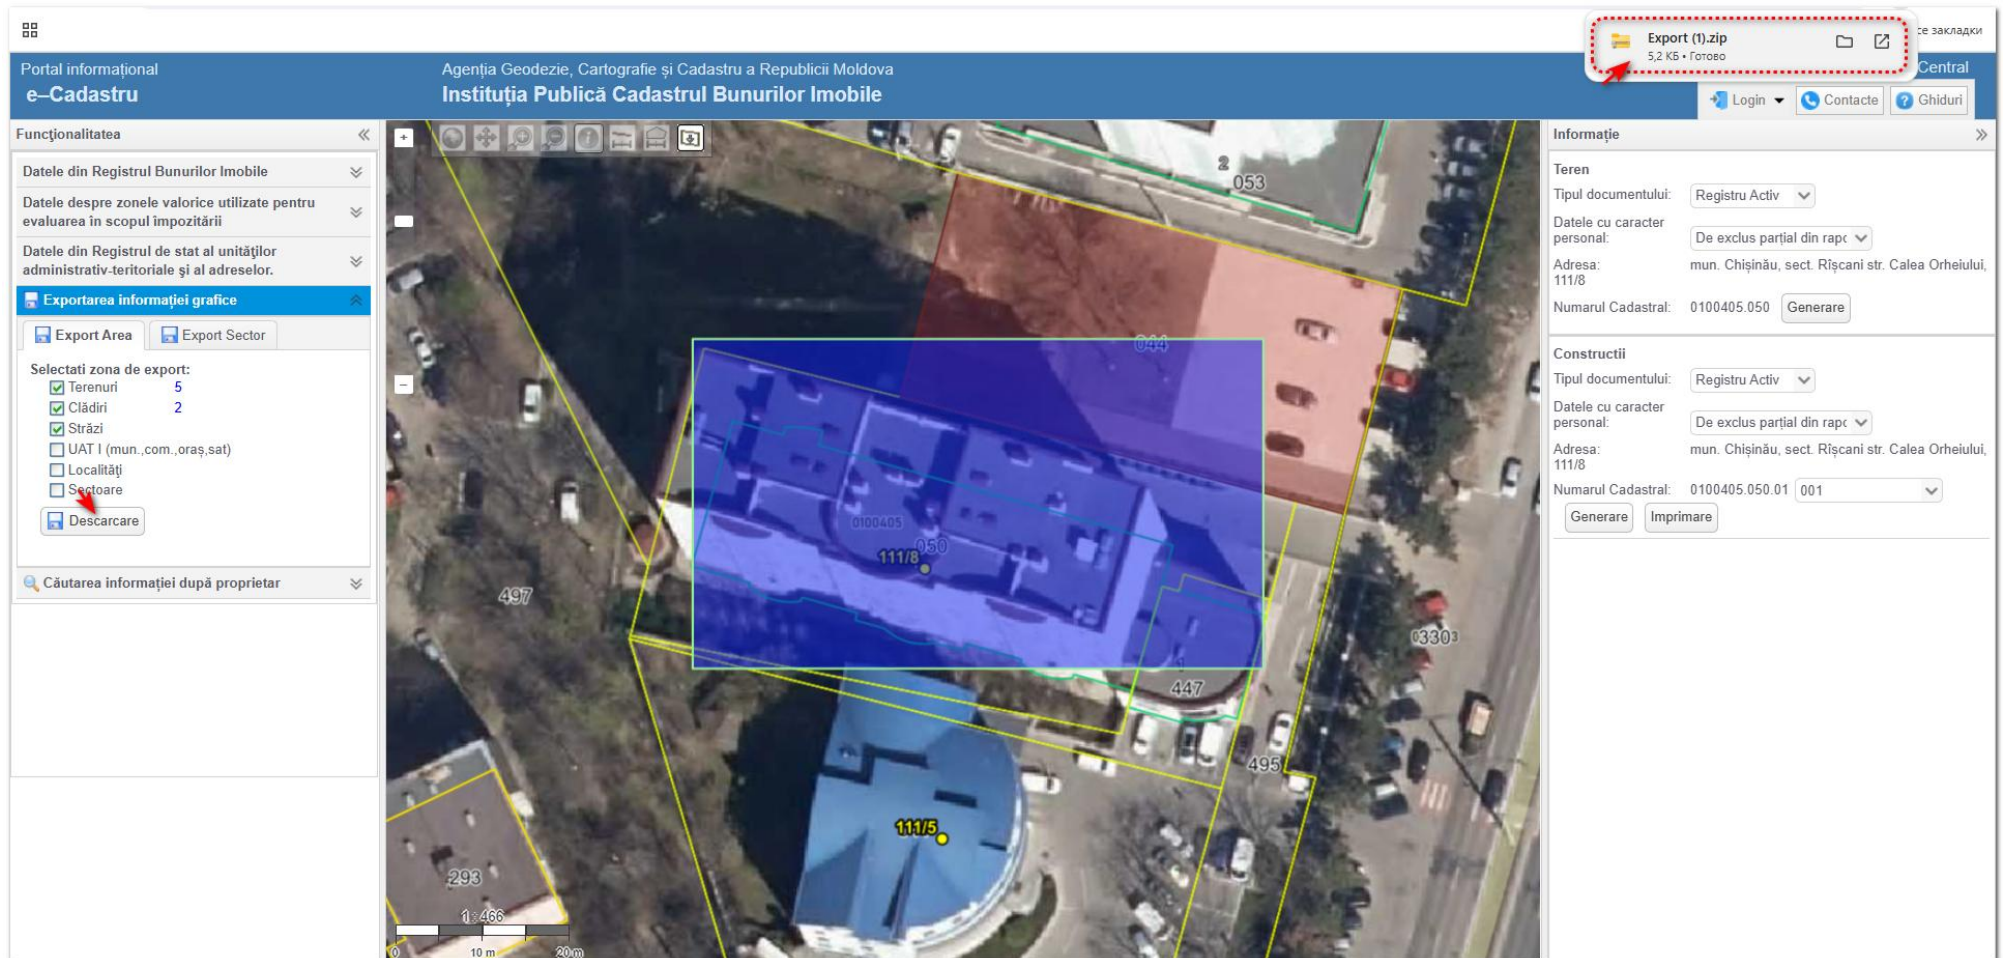 Export (1).zip
5,2 КБ • Готово
се закладки
Portal informațional
e–Cadastru
Agenția Geodezie, Cartografie și Cadastru a Republicii Moldova
Instituția Publică Cadastrul Bunurilor Imobile
Central
Login
Contacte
Ghiduri
Funcționalitatea
Datele din Registrul Bunurilor Imobile
Datele despre zonele valorice utilizate pentru
evaluarea în scopul impozitării
Datele din Registrul de stat al unităților
administrativ-teritoriale și al adreselor.
Exportarea informației grafice
Export Area
Export Sector
Selectati zona de export:
Terenuri 5
Clădiri 2
Străzi
UAT I (mun.,com.,oraș,sat)
Localități
Sectoare
Descarcare
Căutarea informației după proprietar
2
053
044
0100405
050
111/8
497
03303
1
447
495
111/5
293
1 : 466
0 10 m 20 m
Informație
Teren
Tipul documentului: Registru Activ
Datele cu caracter
personal: De exclus parțial din rapo
Adresa: mun. Chișinău, sect. Rîșcani str. Calea Orheiului,
111/8
Numarul Cadastral: 0100405.050 Generare
Constructii
Tipul documentului: Registru Activ
Datele cu caracter
personal: De exclus parțial din rapo
Adresa: mun. Chișinău, sect. Rîșcani str. Calea Orheiului,
111/8
Numarul Cadastral: 0100405.050.01 001
Generare Imprimare